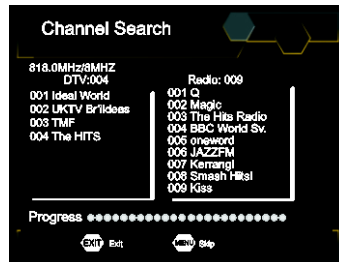 Channel Search
818.0MHz/8MHZ
DTV:004
001 Ideal World
002 UKTV Br'iIdeas
003 TMF
004 The HITS
Radio: 009
001 Q
002 Magic
003 The Hits Radio
004 BBC World Sv.
005 oneword
006 JAZZFM
007 Kerrang!
008 Smash Hits!
009 Kiss
Progress
EXIT Exit
MENU Skip